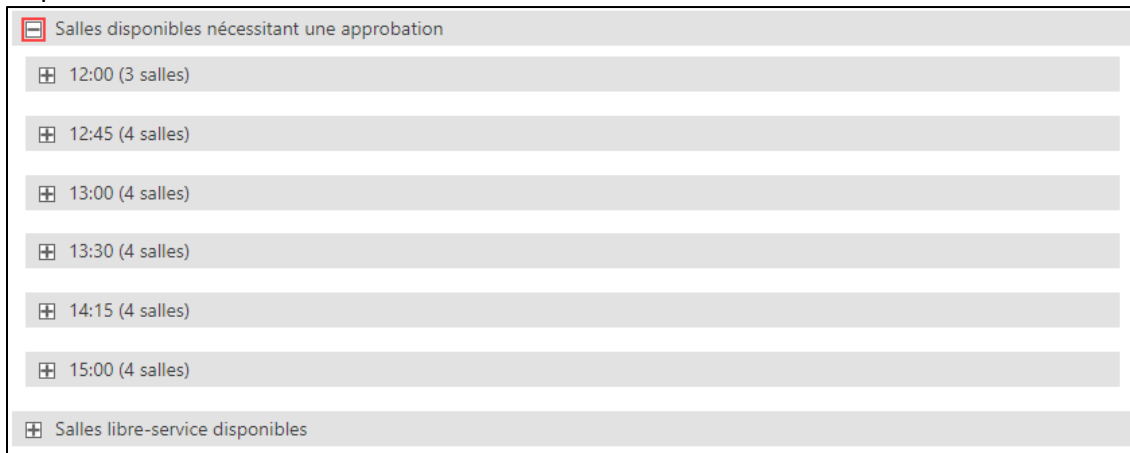 Salles disponibles nécessitant une approbation
12:00 (3 salles)
12:45 (4 salles)
13:00 (4 salles)
13:30 (4 salles)
14:15 (4 salles)
15:00 (4 salles)
Salles libre-service disponibles